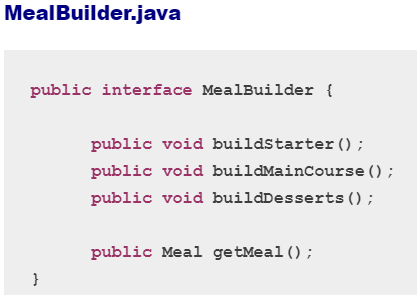 MealBuilder.java
public interface MealBuilder {
public void buildStarter();
public void buildMainCourse();
public void buildDesserts();
public Meal getMeal();
}